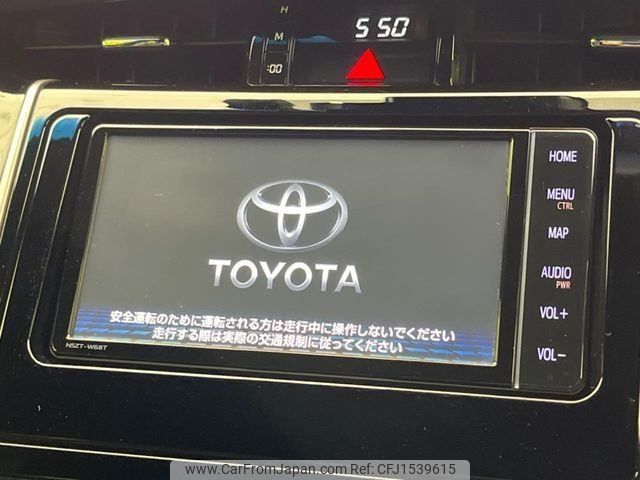 H
M
:00
5 50
HOME
MENU
CTRL
MAP
AUDIO
PWR
VOL+
VOL-
TOYOTA
安全運転のために運転される方は走行中に操作しないでください
走行する際は実際の交通規制に従ってください
NSZT-W68T
www.CarFromJapan.com - CFJ1539615